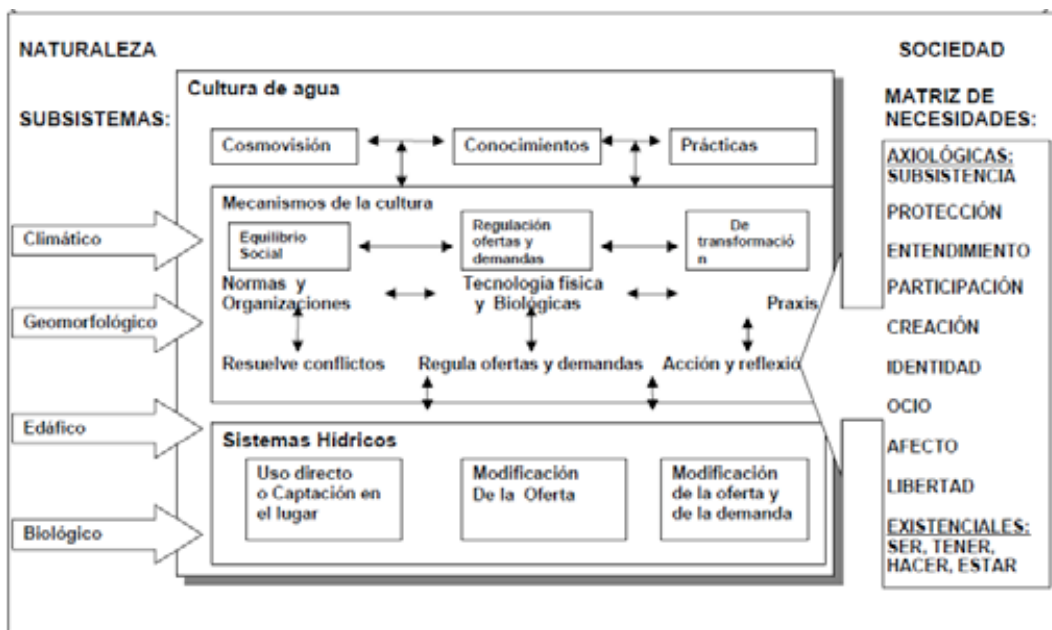 NATURALEZA
SUBSISTEMAS:
Climático
Geomorfológico
Edáfico
Biológico
Cultura de agua
Cosmovisión
Conocimientos
Prácticas
Mecanismos de la cultura
Equilibrio
Social
Regulación
ofertas y
demandas
De
transformació
n
Normas y
Organizaciones
Tecnología física
y Biológicas
Praxis
Resuelve conflictos
Regula ofertas y demandas
Acción y reflexió
Sistemas Hídricos
Uso directo
o Captación en
el lugar
Modificación
De la Oferta
Modificación
de la oferta y
de la demanda
SOCIEDAD
MATRIZ DE
NECESIDADES:
AXIOLÓGICAS:
SUBSISTENCIA
PROTECCIÓN
ENTENDIMIENTO
PARTICIPACIÓN
CREACIÓN
IDENTIDAD
OCIO
AFECTO
LIBERTAD
EXISTENCIALES:
SER, TENER,
HACER, ESTAR